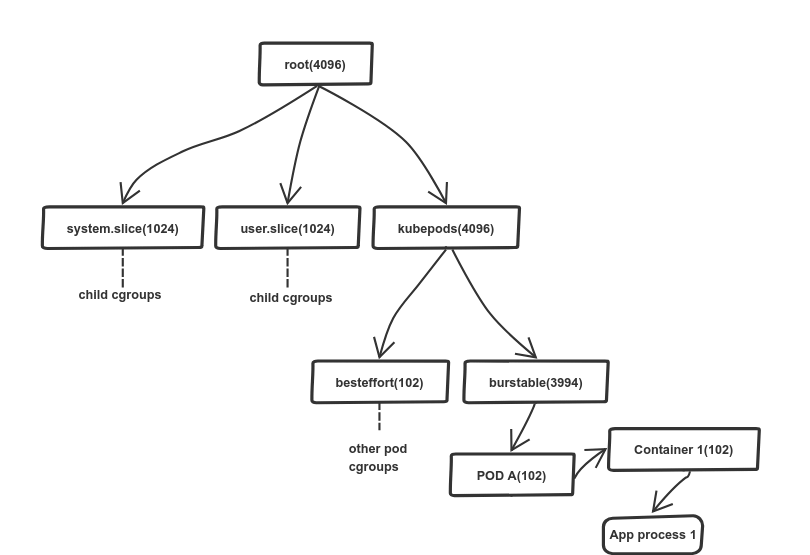 root(4096)
system.slice(1024)
user.slice(1024)
kubepods(4096)
child cgroups
child cgroups
besteffort(102)
burstable(3994)
other pod
cgroups
POD A(102)
Container 1(102)
App process 1